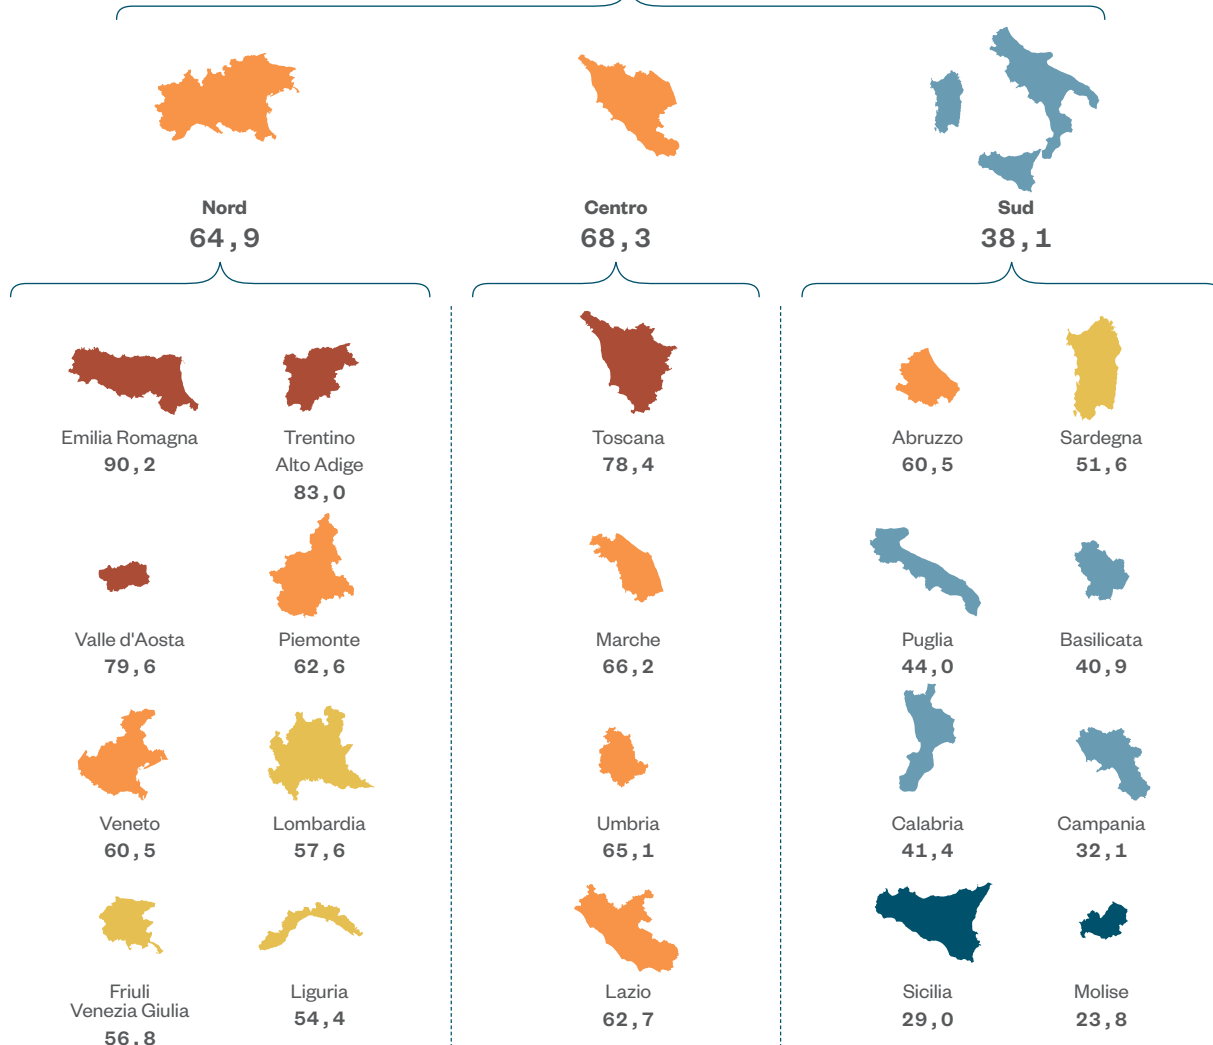 Nord
64,9
Centro
68,3
Sud
38,1
Emilia Romagna
90,2
Trentino
Alto Adige
83,0
Toscana
78,4
Abruzzo
60,5
Sardegna
51,6
Valle d'Aosta
79,6
Piemonte
62,6
Marche
66,2
Puglia
44,0
Basilicata
40,9
Veneto
60,5
Lombardia
57,6
Umbria
65,1
Calabria
41,4
Campania
32,1
Friuli
Venezia Giulia
56,8
Liguria
54,4
Lazio
62,7
Sicilia
29,0
Molise
23,8